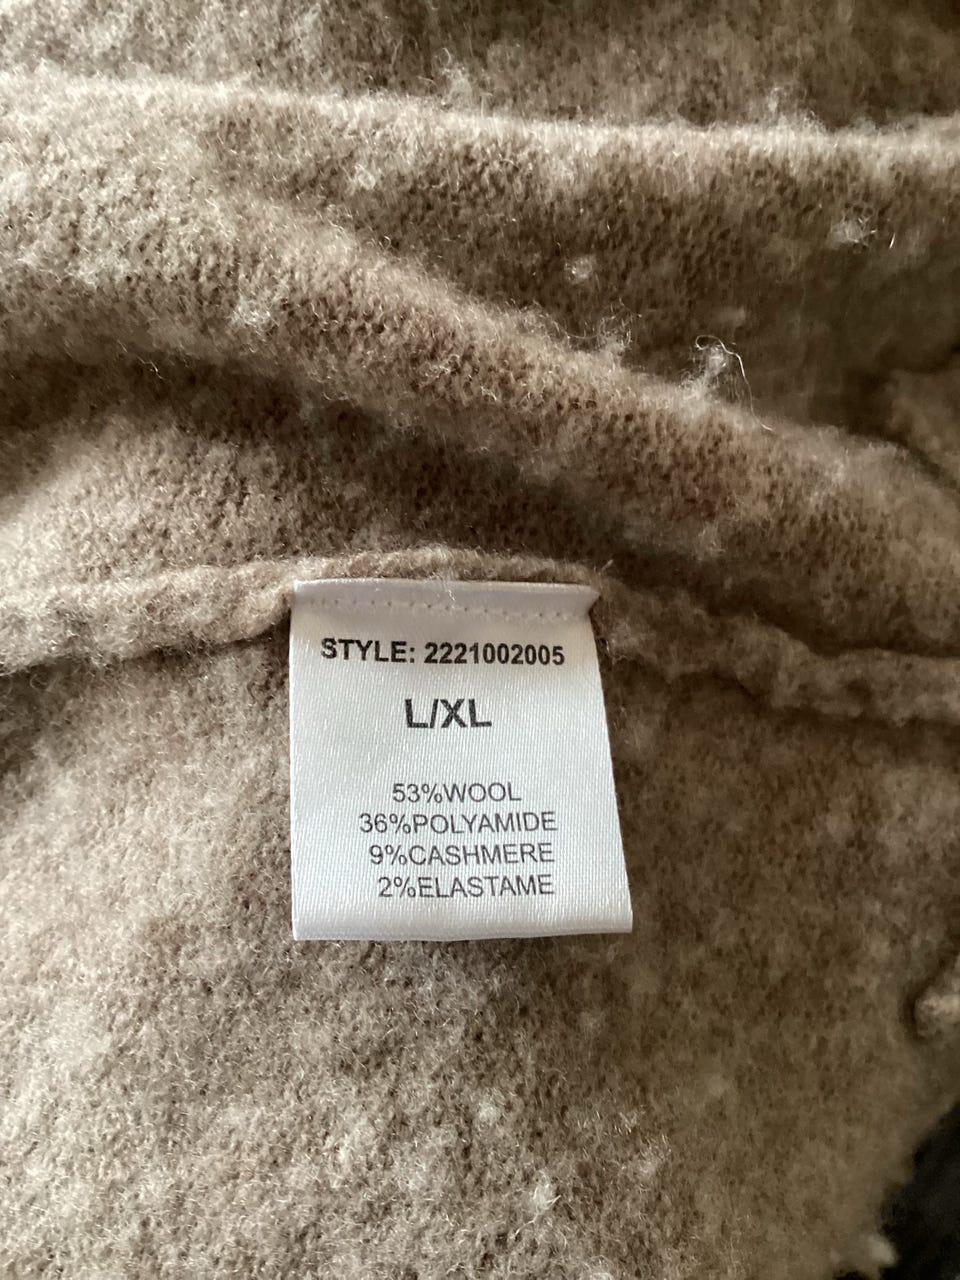 STYLE: 2221002005
L/XL
53%WOOL
36%POLYAMIDE
9%CASHMERE
2%ELASTAME